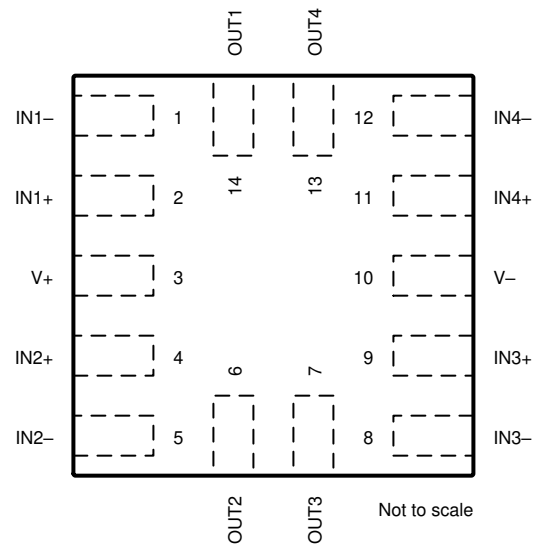 OUT1 OUT4
IN1– 1 12 IN4–
14 13
IN1+ 2 11 IN4+
V+ 3 10 V–
IN2+ 4 6 7 9 IN3+
IN2– 5 8 IN3–
OUT2 OUT3
Not to scale